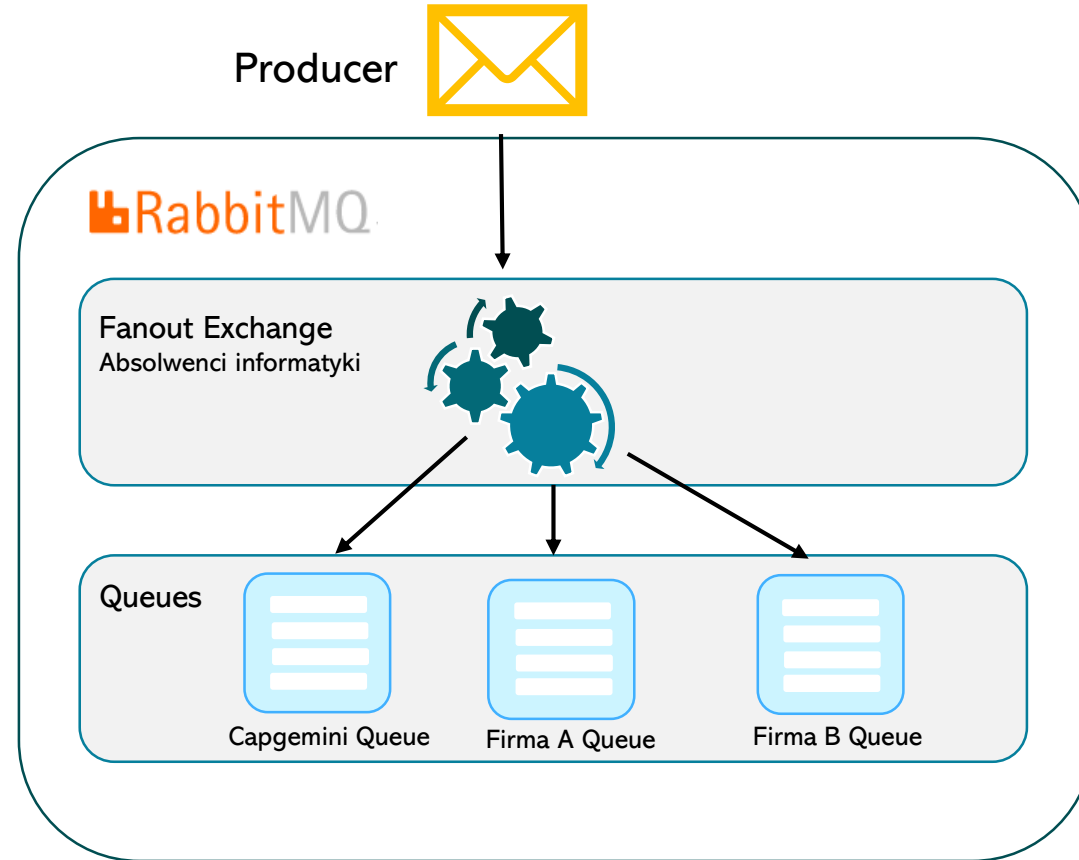 Producer
RabbitMQ
Fanout Exchange
Absolwenci informatyki
Queues
Capgemini Queue
Firma A Queue
Firma B Queue